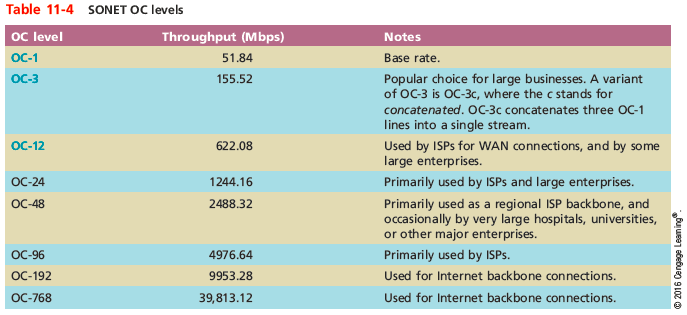 Table 11-4 SONET OC levels
OC level Throughput (Mbps) Notes
OC-1 51.84 Base rate.
OC-3 155.52 Popular choice for large businesses. A variant
of OC-3 is OC-3c, where the c stands for
concatenated. OC-3c concatenates three OC-1
lines into a single stream.
OC-12 622.08 Used by ISPs for WAN connections, and by some
large enterprises.
OC-24 1244.16 Primarily used by ISPs and large enterprises.
OC-48 2488.32 Primarily used as a regional ISP backbone, and
occasionally by very large hospitals, universities,
or other major enterprises.
OC-96 4976.64 Primarily used by ISPs.
OC-192 9953.28 Used for Internet backbone connections.
OC-768 39,813.12 Used for Internet backbone connections.
© 2016 Cengage Learning®.